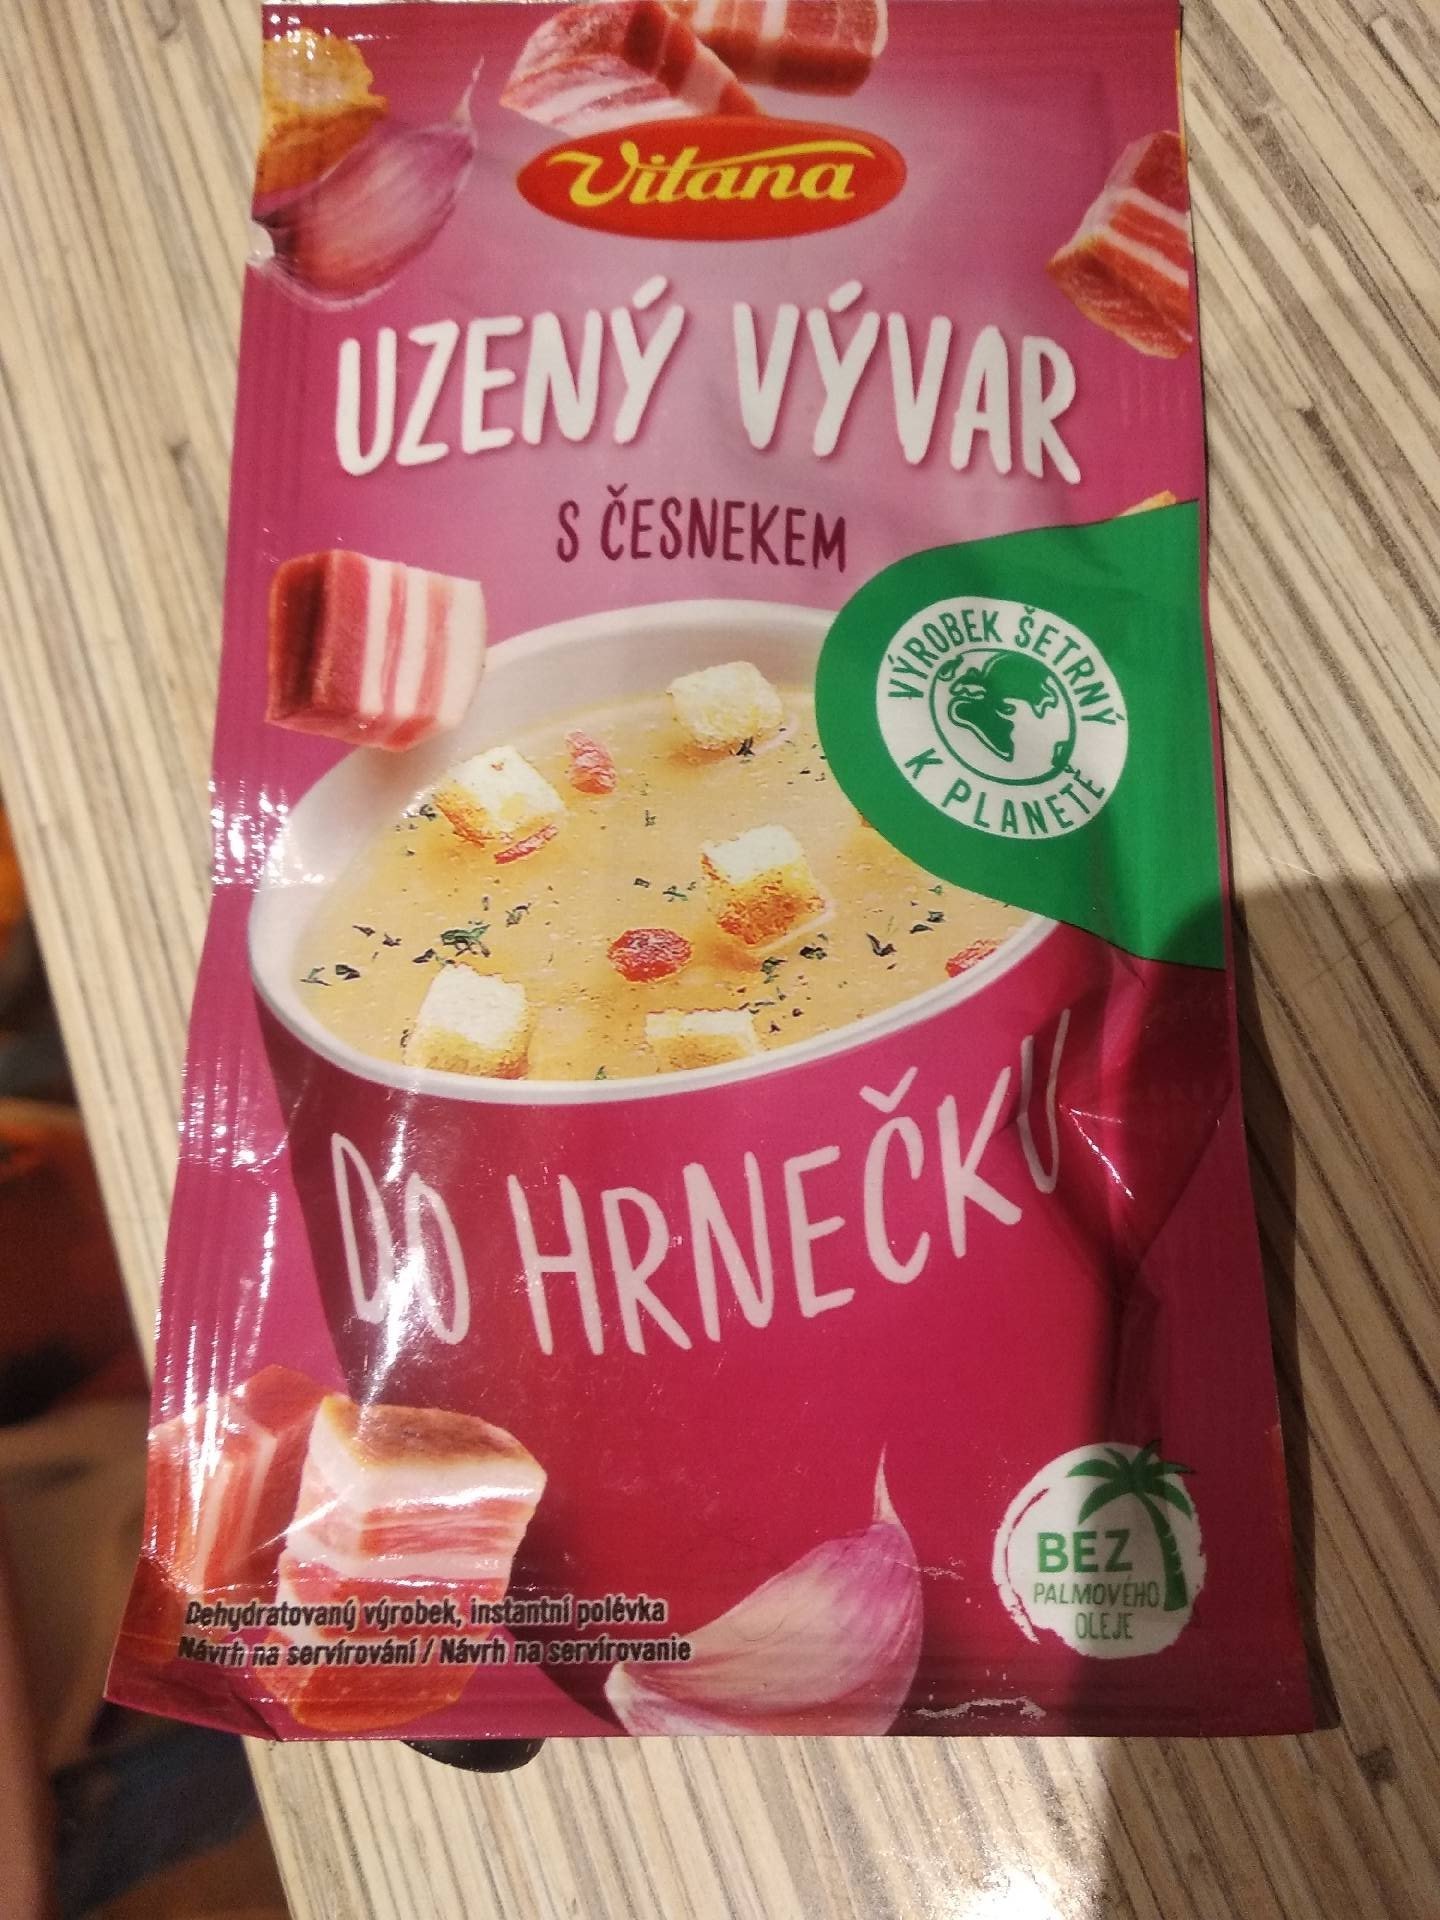 Vitana
UZENÝ VÝVAR
S ČESNEKEM
VÝROBEK ŠETRNÝ
K PLANETĚ
DO HRNEČKU
BEZ
PALMOVÉHO
OLEJE
Dehydratovaný výrobek, instantní polévka
Návrh na servírování / Návrh na servírovanie